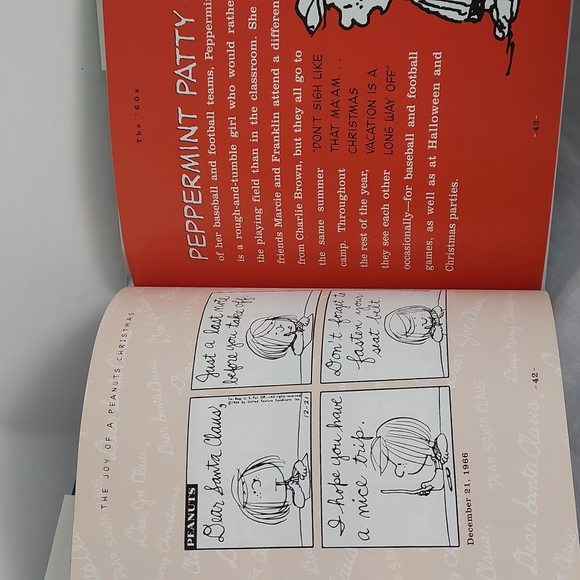 THE JOY OF A PEANUTS CHRISTMAS
PEANUTS
Dear Santa Claus,
12-21
Just a last note
before you take off
I hope you have
a nice trip.
Don't forget to
fasten your
seat belt.
December 21, 1966
-42-
The '60s
PEPPERMINT PATTY
of her baseball and football teams,
is a rough-and-tumble girl who would
the playing field than in the classroom. She
friends Marcie and Franklin attend a
from Charlie Brown, but they all go to
the same summer
camp. Throughout
the rest of the year,
they see each other
occasionally—for baseball and football
games, as well as at Halloween and
Christmas parties.
"DON'T SIGH LIKE
THAT MA'AM...
CHRISTMAS
VACATION IS A
LONG WAY OFF"
-43-